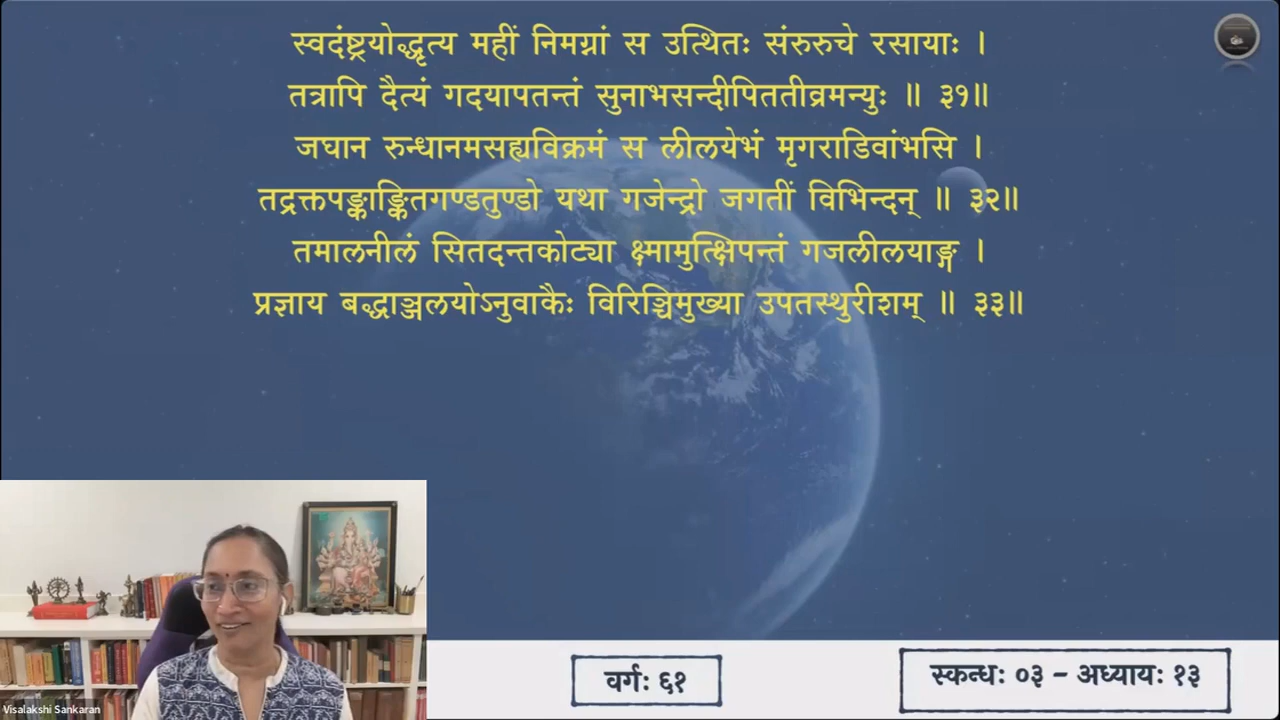 स्वदंष्ट्रयोद्धृत्य महीं निमग्नां स उत्थितः संरुरुचे रसायाः ।
तत्रापि दैत्यं गदयापतन्तं सुनाभसन्दीपिततीव्रमन्युः ॥ ३१॥
जघान रुन्धानमसह्यविक्रमं स लीलयेभं मृगराडिवांभसि ।
तद्रक्तपङ्काङ्कितगण्डतुण्डो यथा गजेन्द्रो जगतीं विभिन्दन् ॥ ३२॥
तमालनीलं सितदन्तकोट्या क्ष्मामुत्क्षिपन्तं गजलीलयाङ्ग ।
प्रज्ञाय बद्धाञ्जलयोऽनुवाकैः विरिञ्चिमुख्या उपतस्थुरीशम् ॥ ३३॥
Visalakshi Sankaran
वर्गः ६१
स्कन्धः ०३ - अध्यायः १३